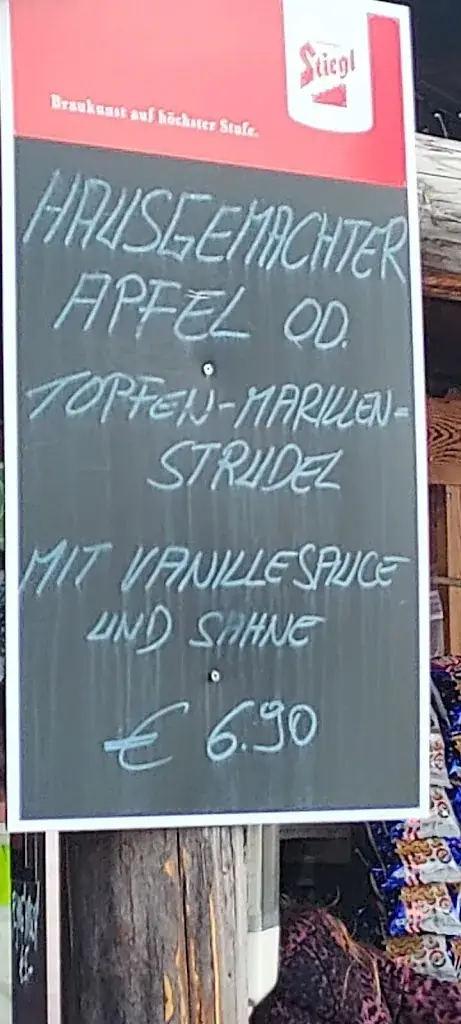 Stiegl
Braukunst auf höchster Stufe.
HAUSGEMACHTER
APFEL OD.
TOPFEN-MARILLEN=
STRUDEL
MIT VANILLESAUCE
UND SAHNE
€ 6.90